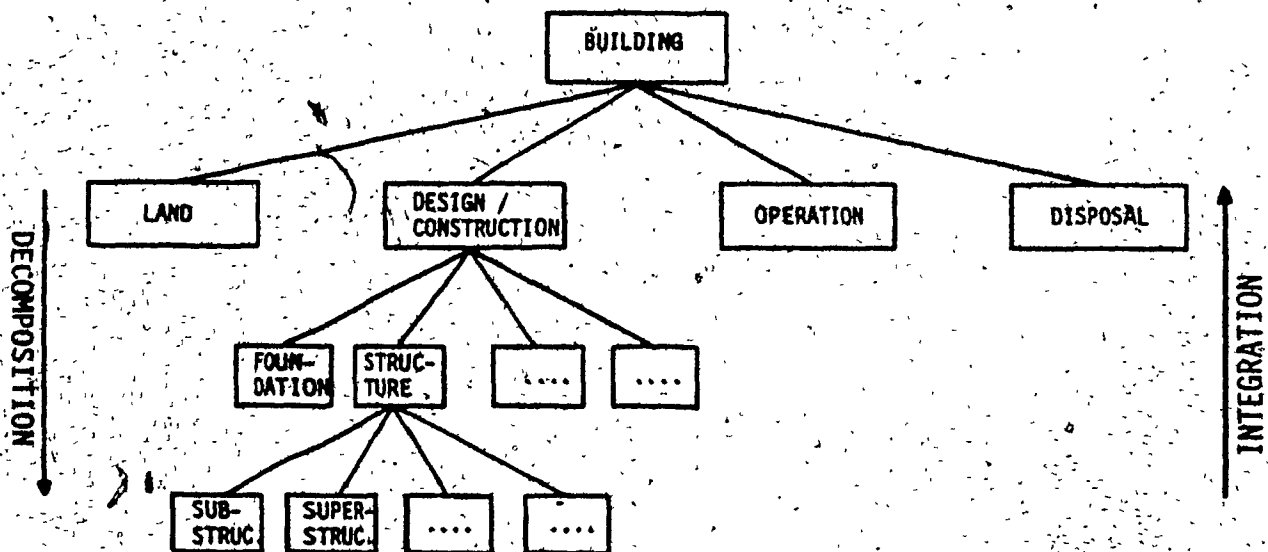 BUILDING
LAND
DESIGN /
CONSTRUCTION
OPERATION
DISPOSAL
DECOMPOSITION
INTEGRATION
FOUN-
DATION
STRUC-
TURE
....
....
SUB-
STRUC.
SUPER-
STRUC.
....
....